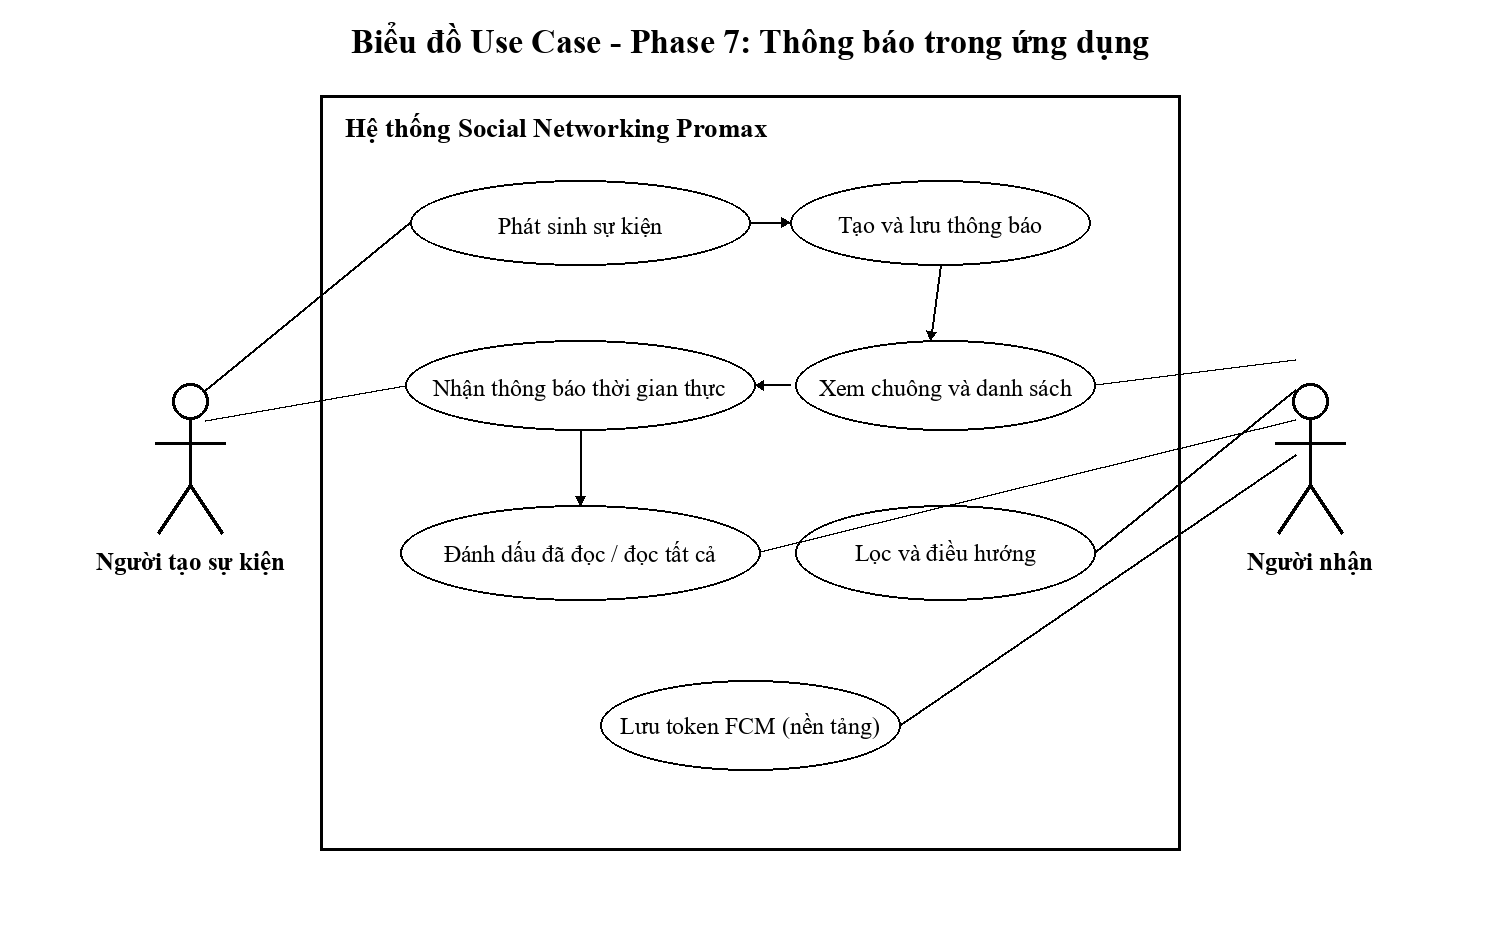 Biểu đồ Use Case - Phase 7: Thông báo trong ứng dụng
Hệ thống Social Networking Promax
Phát sinh sự kiện
Tạo và lưu thông báo
Nhận thông báo thời gian thực
Xem chuông và danh sách
Đánh dấu đã đọc / đọc tất cả
Lọc và điều hướng
Người tạo sự kiện
Người nhận
Lưu token FCM (nền tảng)